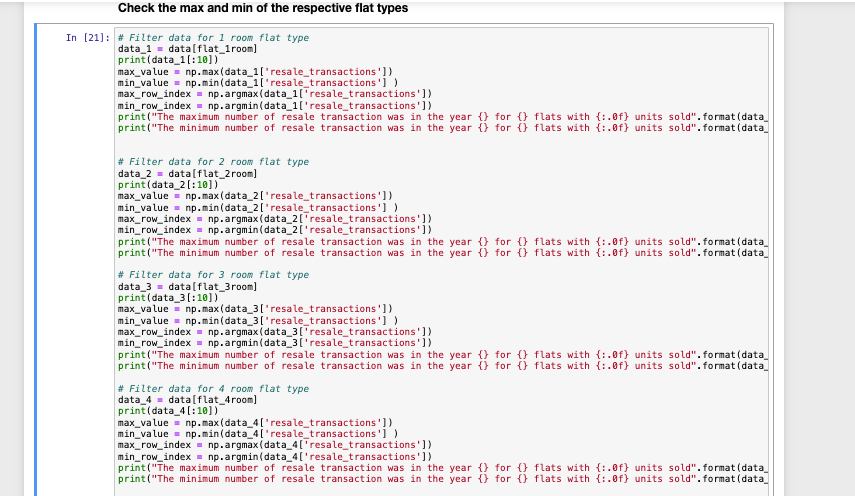 Check the max and min of the respective flat types
In [21]: # Filter data for 1 room flat type
data_1 = data[flat_1room]
print(data_1[:10])
max_value = np.max(data_1['resale_transactions'])
min_value = np.min(data_1['resale_transactions'] )
max_row_index = np.argmax(data_1['resale_transactions'])
min_row_index = np.argmin(data_1['resale_transactions'])
print("The maximum number of resale transaction was in the year {} for {} flats with {:.0f} units sold".format(data_
print("The minimum number of resale transaction was in the year {} for {} flats with {:.0f} units sold".format(data_
# Filter data for 2 room flat type
data_2 = data[flat_2room]
print(data_2[:10])
max_value = np.max(data_2['resale_transactions'])
min_value = np.min(data_2['resale_transactions'] )
max_row_index = np.argmax(data_2['resale_transactions'])
min_row_index = np.argmin(data_2['resale_transactions'])
print("The maximum number of resale transaction was in the year {} for {} flats with {:.0f} units sold".format(data_
print("The minimum number of resale transaction was in the year {} for {} flats with {:.0f} units sold".format(data_
# Filter data for 3 room flat type
data_3 = data[flat_3room]
print(data_3[:10])
max_value = np.max(data_3['resale_transactions'])
min_value = np.min(data_3['resale_transactions'] )
max_row_index = np.argmax(data_3['resale_transactions'])
min_row_index = np.argmin(data_3['resale_transactions'])
print("The maximum number of resale transaction was in the year {} for {} flats with {:.0f} units sold".format(data_
print("The minimum number of resale transaction was in the year {} for {} flats with {:.0f} units sold".format(data_
# Filter data for 4 room flat type
data_4 = data[flat_4room]
print(data_4[:10])
max_value = np.max(data_4['resale_transactions'])
min_value = np.min(data_4['resale_transactions'] )
max_row_index = np.argmax(data_4['resale_transactions'])
min_row_index = np.argmin(data_4['resale_transactions'])
print("The maximum number of resale transaction was in the year {} for {} flats with {:.0f} units sold".format(data_
print("The minimum number of resale transaction was in the year {} for {} flats with {:.0f} units sold".format(data_